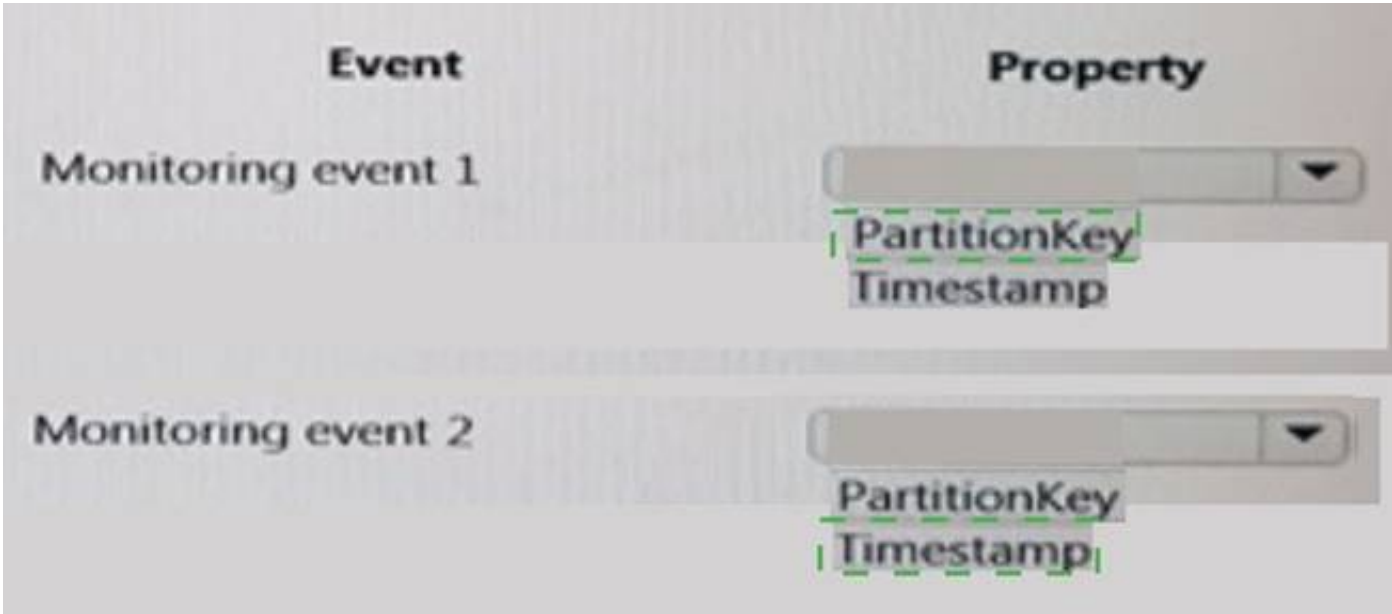 Event Property
Monitoring event 1
PartitionKey
Timestamp
Monitoring event 2
PartitionKey
Timestamp